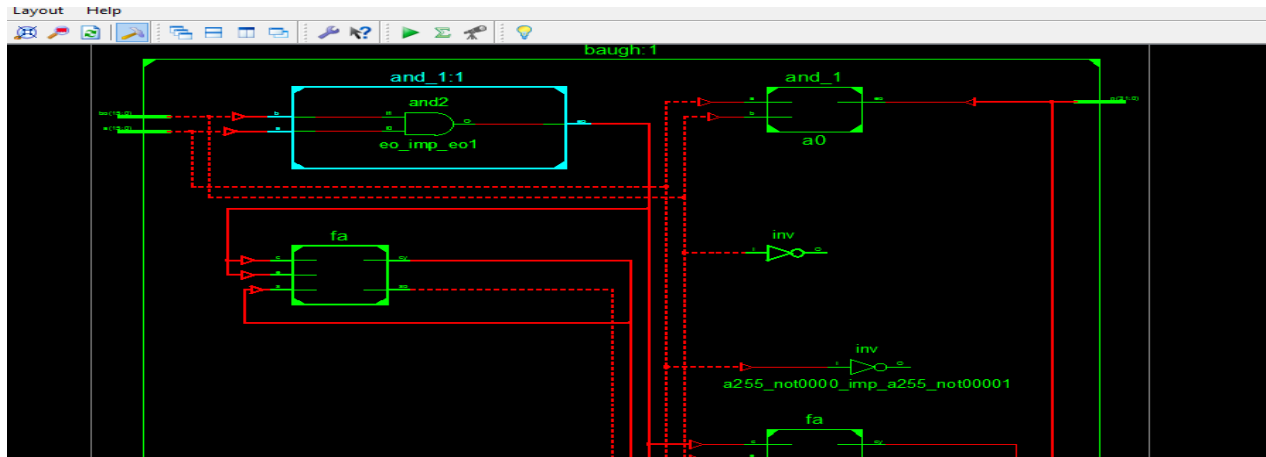 Layout Help
baugh:1
and_1:1
and_1
and2
eo_imp_eo1
a0
fa
inv
inv
a255_not0000_imp_a255_not00001
fa